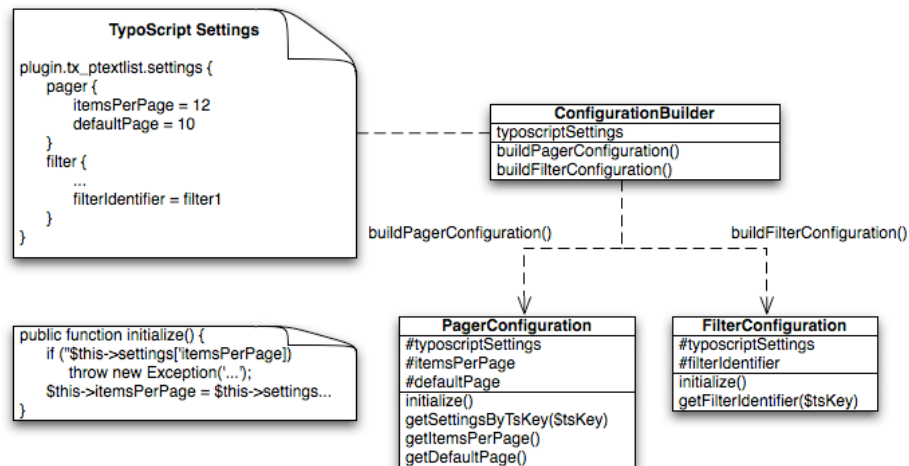 TypoScript Settings
plugin.tx_ptextlist.settings {
pager {
itemsPerPage = 12
defaultPage = 10
}
filter {
...
filterIdentifier = filter1
}
}
ConfigurationBuilder
typoscriptSettings
buildPagerConfiguration()
buildFilterConfiguration()
buildPagerConfiguration()
buildFilterConfiguration()
public function initialize() {
if ("$this->settings['itemsPerPage])
throw new Exception('...');
$this->itemsPerPage = $this->settings...
}
PagerConfiguration
#typoscriptSettings
#itemsPerPage
#defaultPage
initialize()
getSettingsByTsKey($tsKey)
getItemsPerPage()
getDefaultPage()
FilterConfiguration
#typoscriptSettings
#filterIdentifier
initialize()
getFilterIdentifier($tsKey)